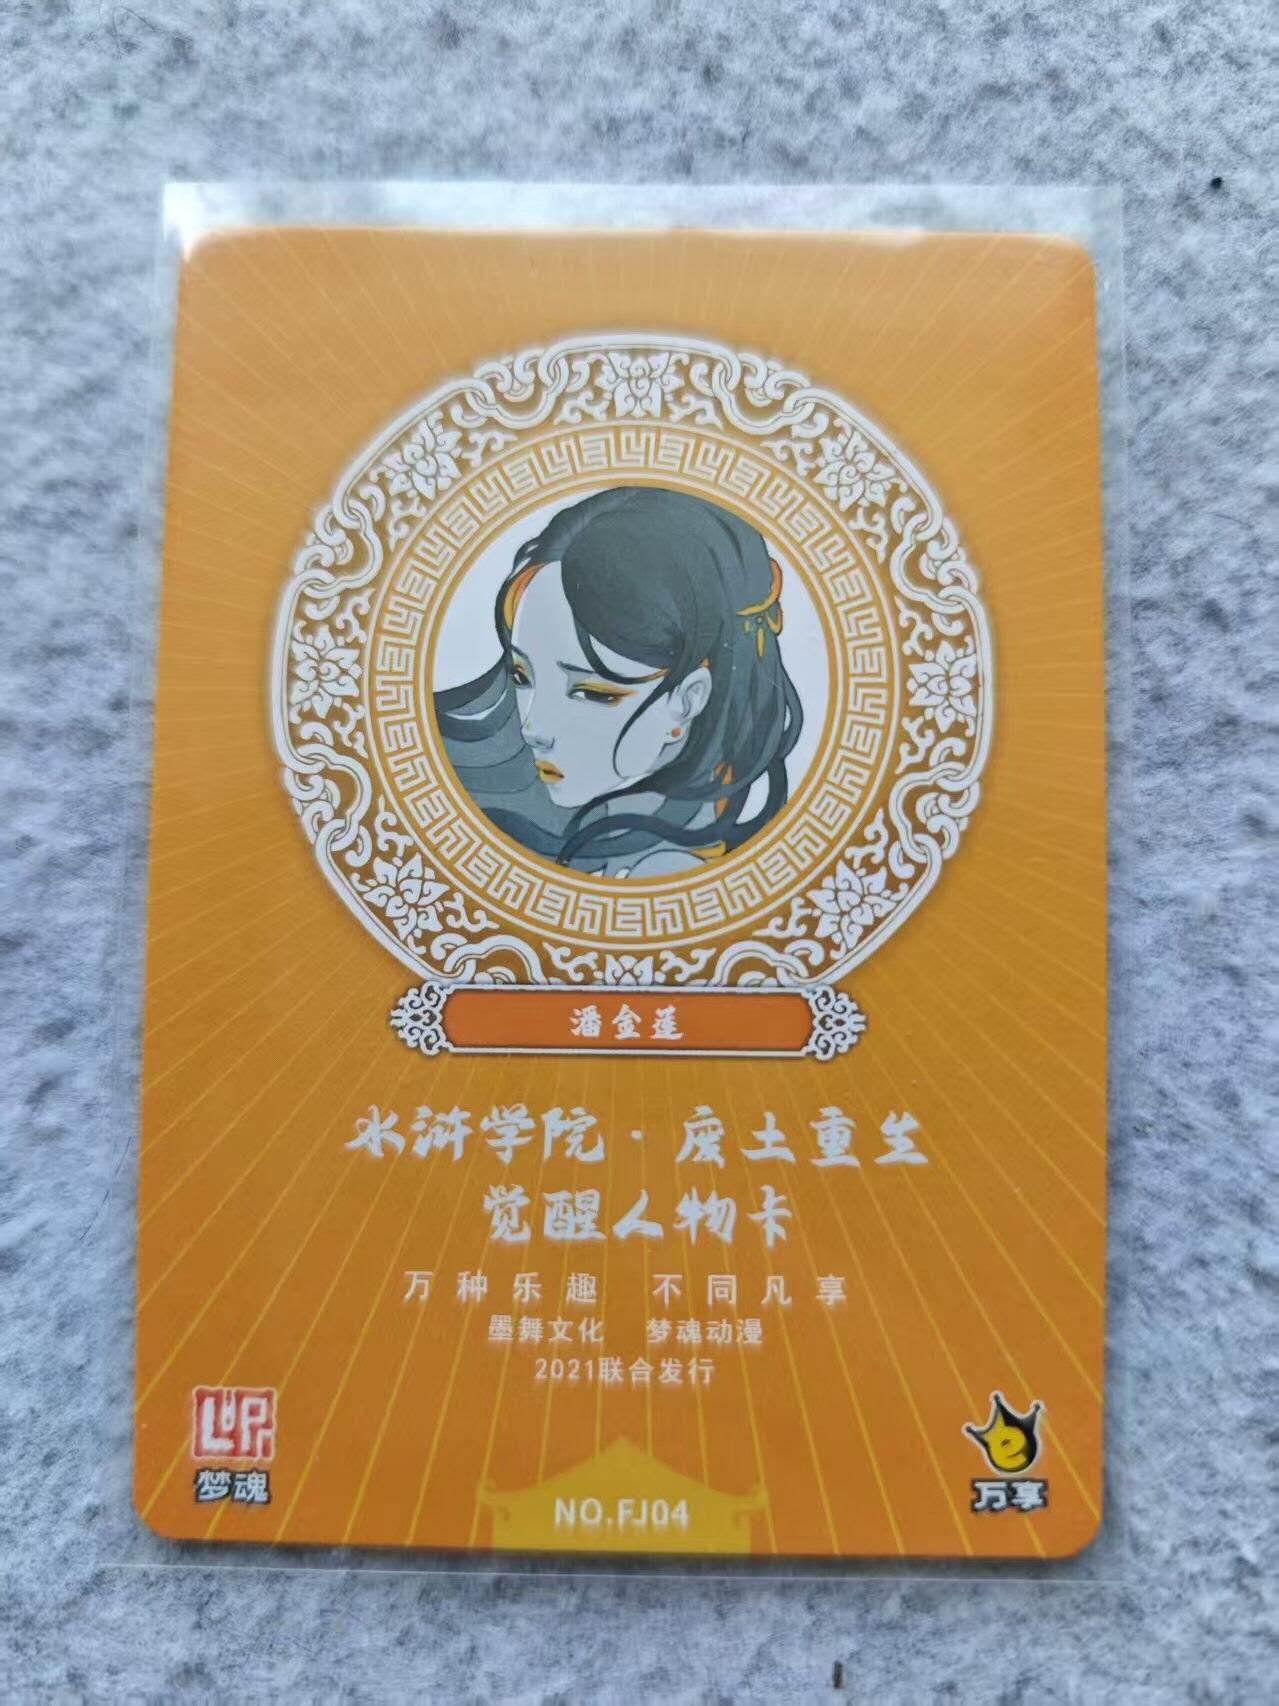 潘金莲
水浒学院·废土重生
觉醒人物卡
万种乐趣 不同凡享
墨舞文化 梦魂动漫
2021联合发行
梦魂
e
万享
NO.FJ04